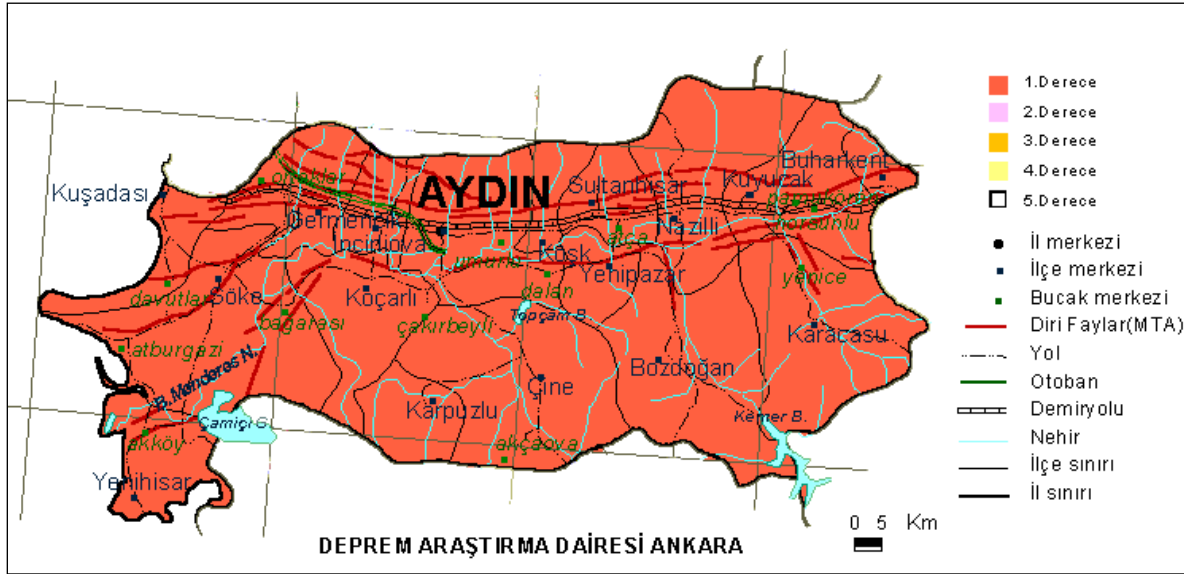 1.Derece
2.Derece
3.Derece
4.Derece
5.Derece
İl merkezi
İlçe merkezi
Bucak merkezi
Diri Faylar(MTA)
Yol
Otoban
Demiryolu
Nehir
İlçe sınırı
İl sınırı
Buharkent
Kuşadası
ortaklar
AYDIN
Sultanhisar
Kuyucak
horsunlu
Germencik
İncirliova
umurlu
Köşk
atça
Nazilli
Yenipazar
yenice
davutlar
Söke
Koçarlı
dalan
bağarası
çakırbeyli
Topçam B.
Karacasu
atburgazi
B. Menderes N.
Bozdoğan
Çine
Karpuzlu
Kemer B.
Çamiçi G.
akköy
akçaova
Yenihisar
0 5 Km
DEPREM ARAŞTIRMA DAİRESİ ANKARA